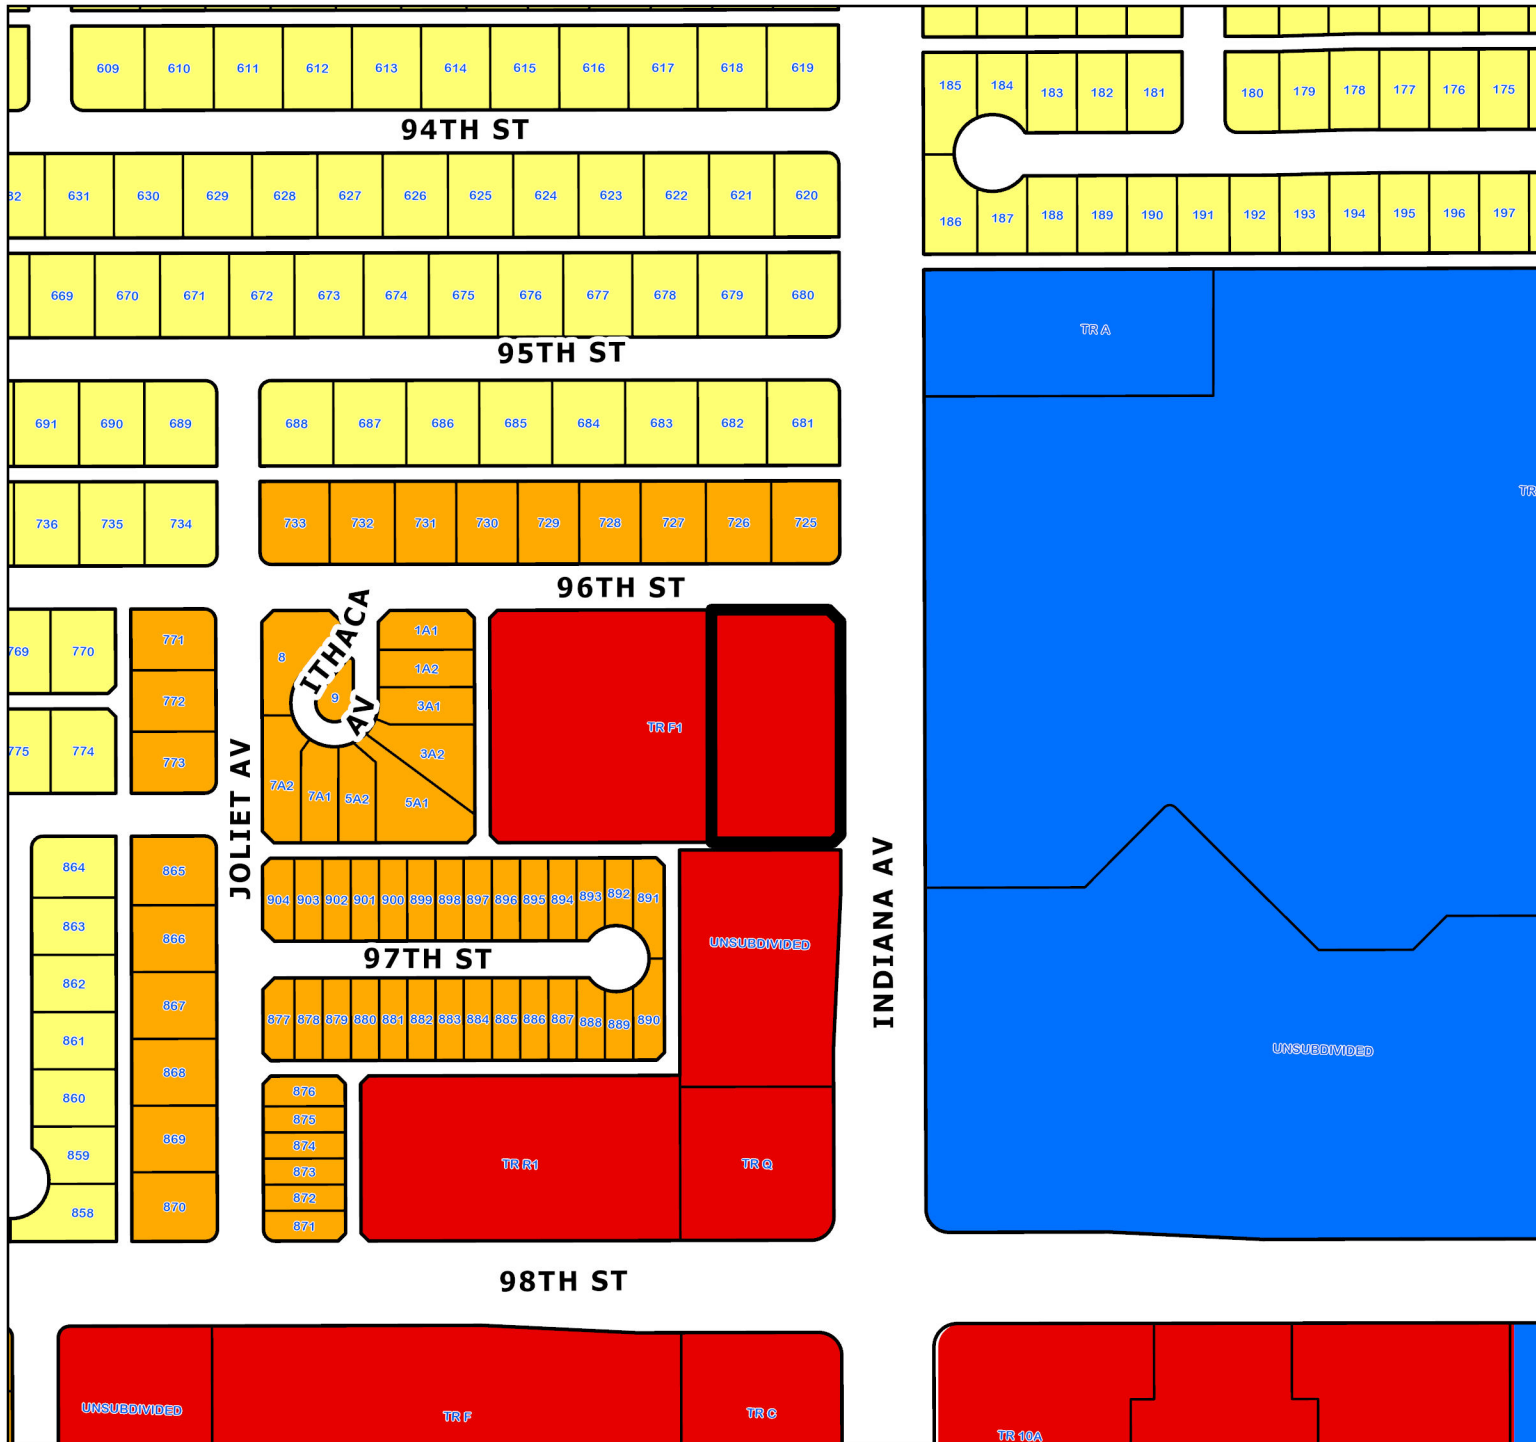 609 610 611 612 613 614 615 616 617 618 619
185 184 183 182 181 180 179 178 177 176 175
94TH ST
631 630 629 628 627 626 625 624 623 622 621 620
186 187 188 189 190 191 192 193 194 195 196 197
669 670 671 672 673 674 675 676 677 678 679 680
TR A
95TH ST
691 690 689 688 687 686 685 684 683 682 681
TR
736 735 734 733 732 731 730 729 728 727 726 725
96TH ST
ITHACA AV
769 770 771 8 1A1
1A2
772 9 3A1
TR F1
775 774 773 3A2
7A2 7A1 5A2 5A1
JOLIET AV
INDIANA AV
864 865
904 903 902 901 900 899 898 897 896 895 894 893 892 891
863 866
UNSUBDIVIDED
97TH ST
862 867
877 878 879 880 881 882 883 884 885 886 887 888 889 890
861
UNSUBDIVIDED
860 868 876
875
859 869 874
873
TR R1 TR Q
858 870 872
871
98TH ST
UNSUBDIVIDED TR F TR C
TR 10A